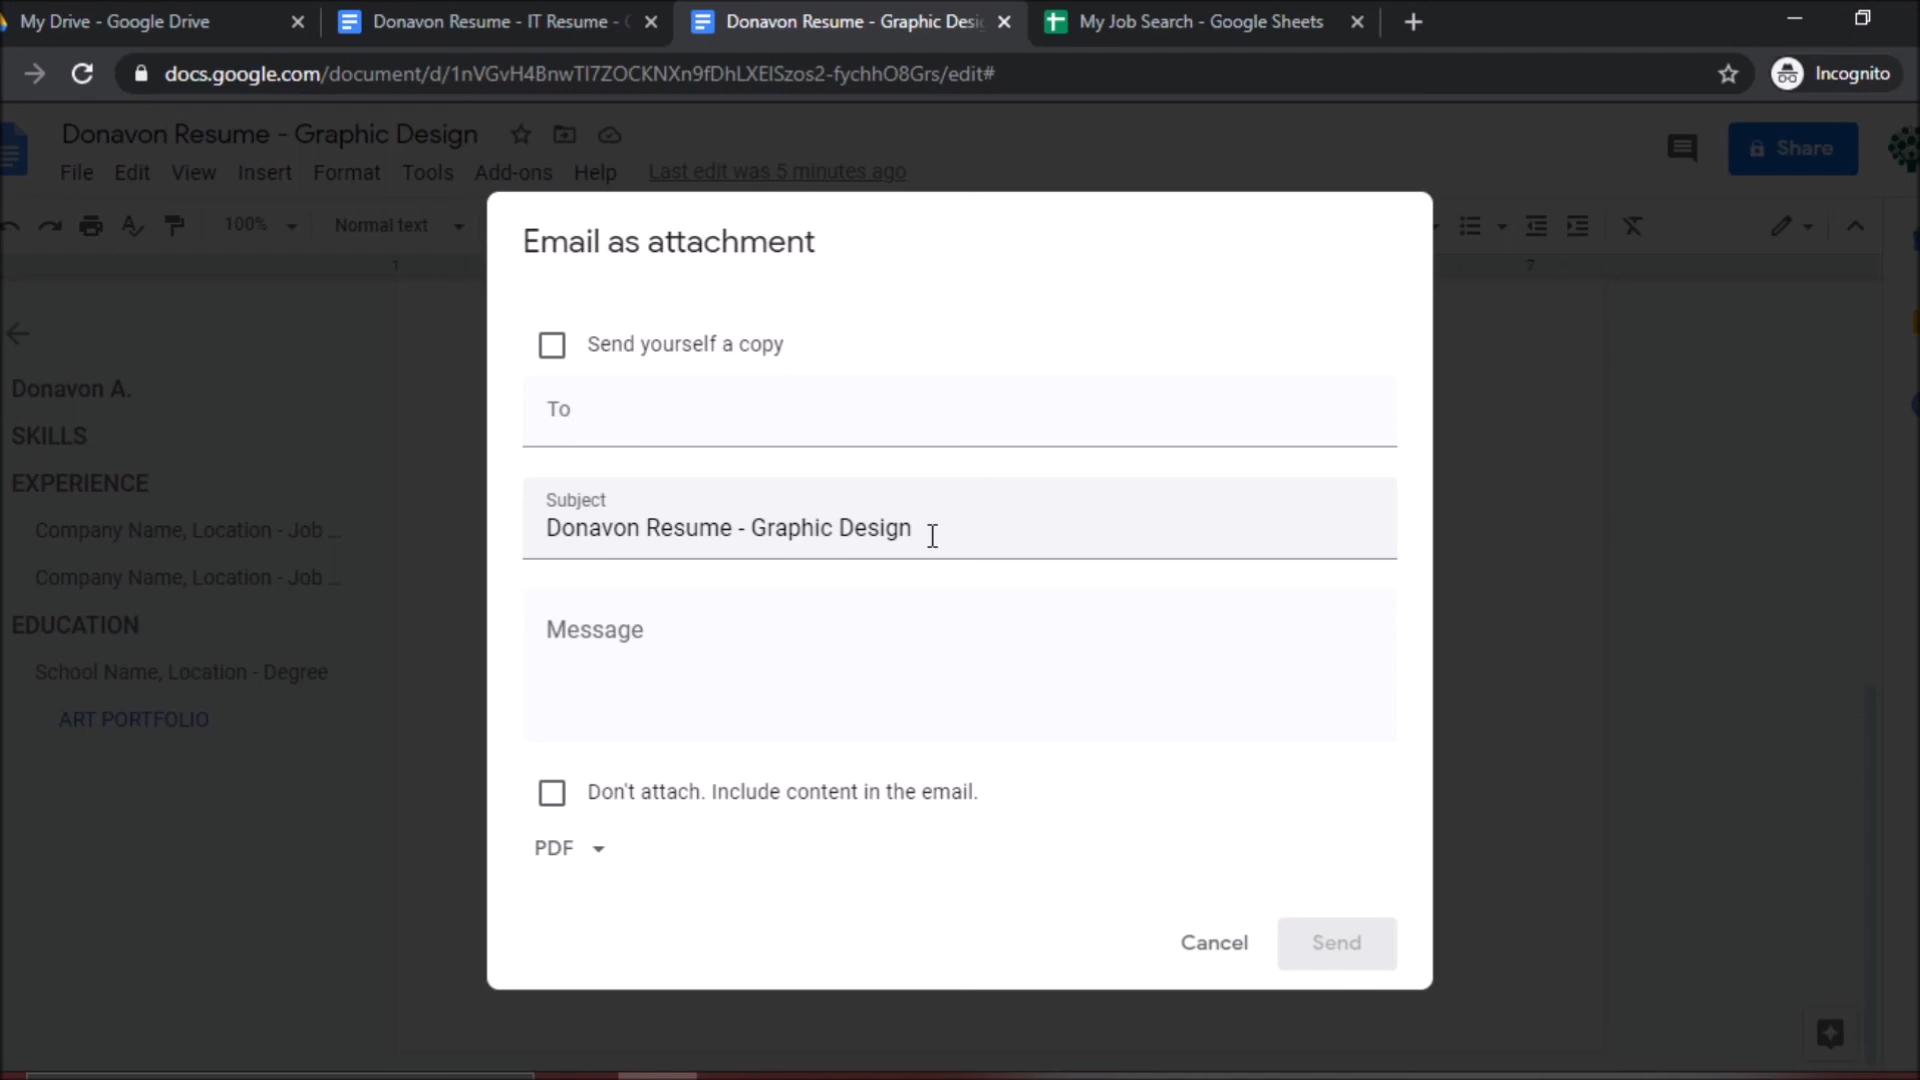 My Drive - Google Drive
Donavon Resume - IT Resume -
Donavon Resume - Graphic Desi
My Job Search - Google Sheets
docs.google.com/document/d/1nVGvH4BnwTI7ZOCKNXn9fDhLXEISzos2-fychhO8Grs/edit#
Incognito
Donavon Resume - Graphic Design
File Edit View Insert Format Tools Add-ons Help Last edit was 5 minutes ago
Share
100% Normal text
1
7
Donavon A.
SKILLS
EXPERIENCE
Company Name, Location - Job ...
Company Name, Location - Job ...
EDUCATION
School Name, Location - Degree
ART PORTFOLIO
Email as attachment
Send yourself a copy
To
Subject
Donavon Resume - Graphic Design
Message
Don't attach. Include content in the email.
PDF
Cancel Send